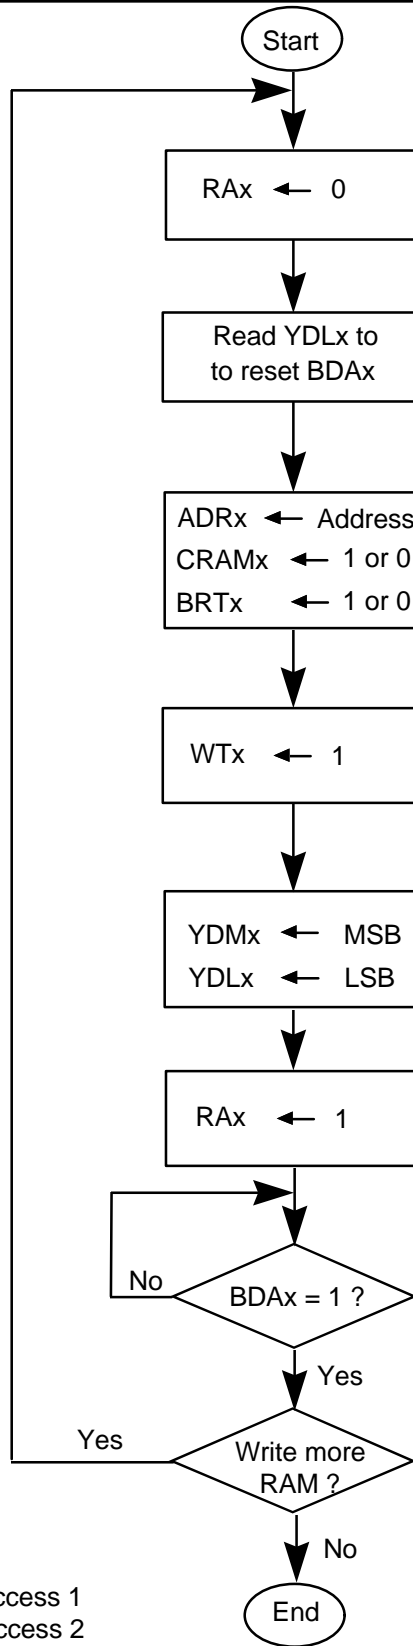 Start
RAx ← 0
Read YDLx to
to reset BDAx
ADRx ← Address
CRAMx ← 1 or 0
BRTx ← 1 or 0
WTx ← 1
YDMx ← MSB
YDLx ← LSB
RAx ← 1
No
BDAx = 1 ?
Yes
Yes
Write more
RAM ?
No
ccess 1
ccess 2
End